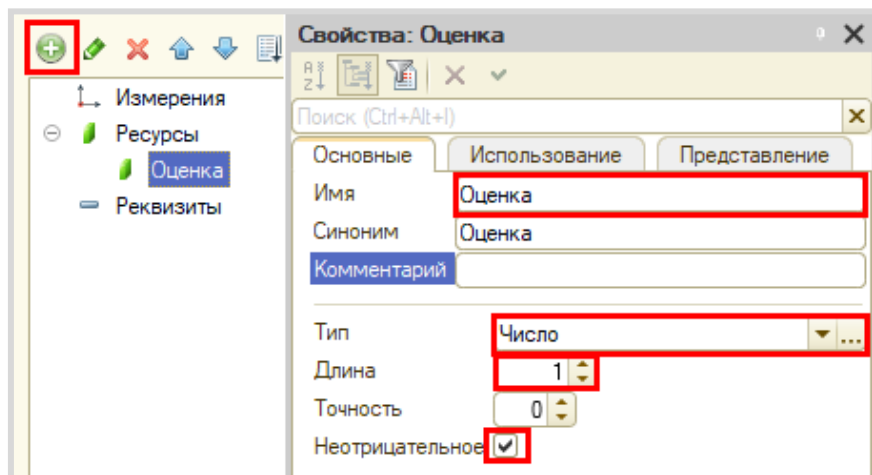 Свойства: Оценка
Поиск (Ctrl+Alt+I)
Измерения
Ресурсы
Оценка
Реквизиты
Основные Использование Представление
Имя Оценка
Синоним Оценка
Комментарий
Тип Число ...
Длина 1
Точность 0
Неотрицательное